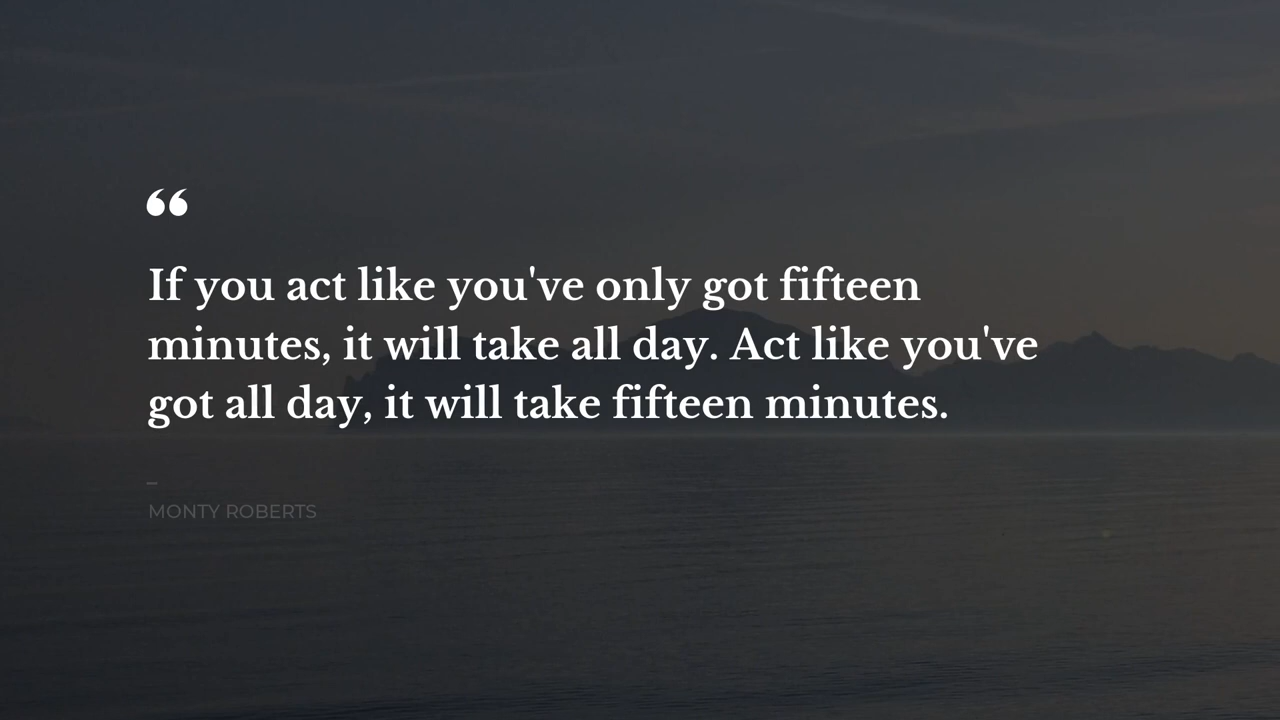 “
If you act like you've only got fifteen
minutes, it will take all day. Act like you've
got all day, it will take fifteen minutes.
–
MONTY ROBERTS